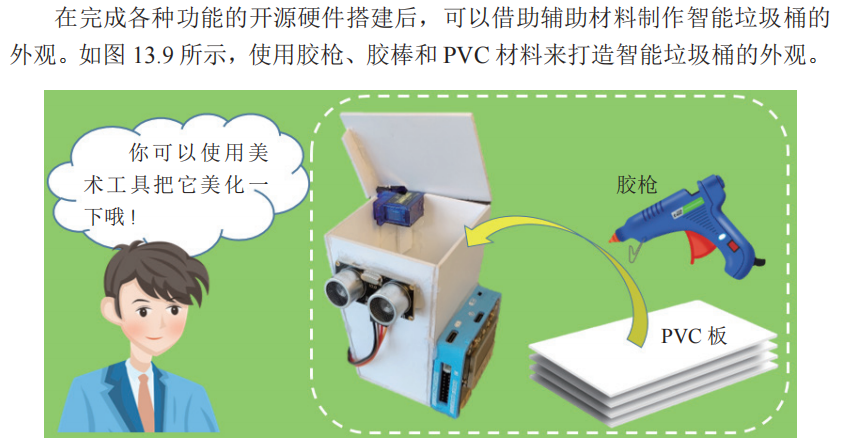 在完成各种功能的开源硬件搭建后，可以借助辅助材料制作智能垃圾桶的
外观。如图 13.9 所示，使用胶枪、胶棒和 PVC 材料来打造智能垃圾桶的外观。
你可以使用美
术工具把它美化一
下哦！
胶枪
PVC 板